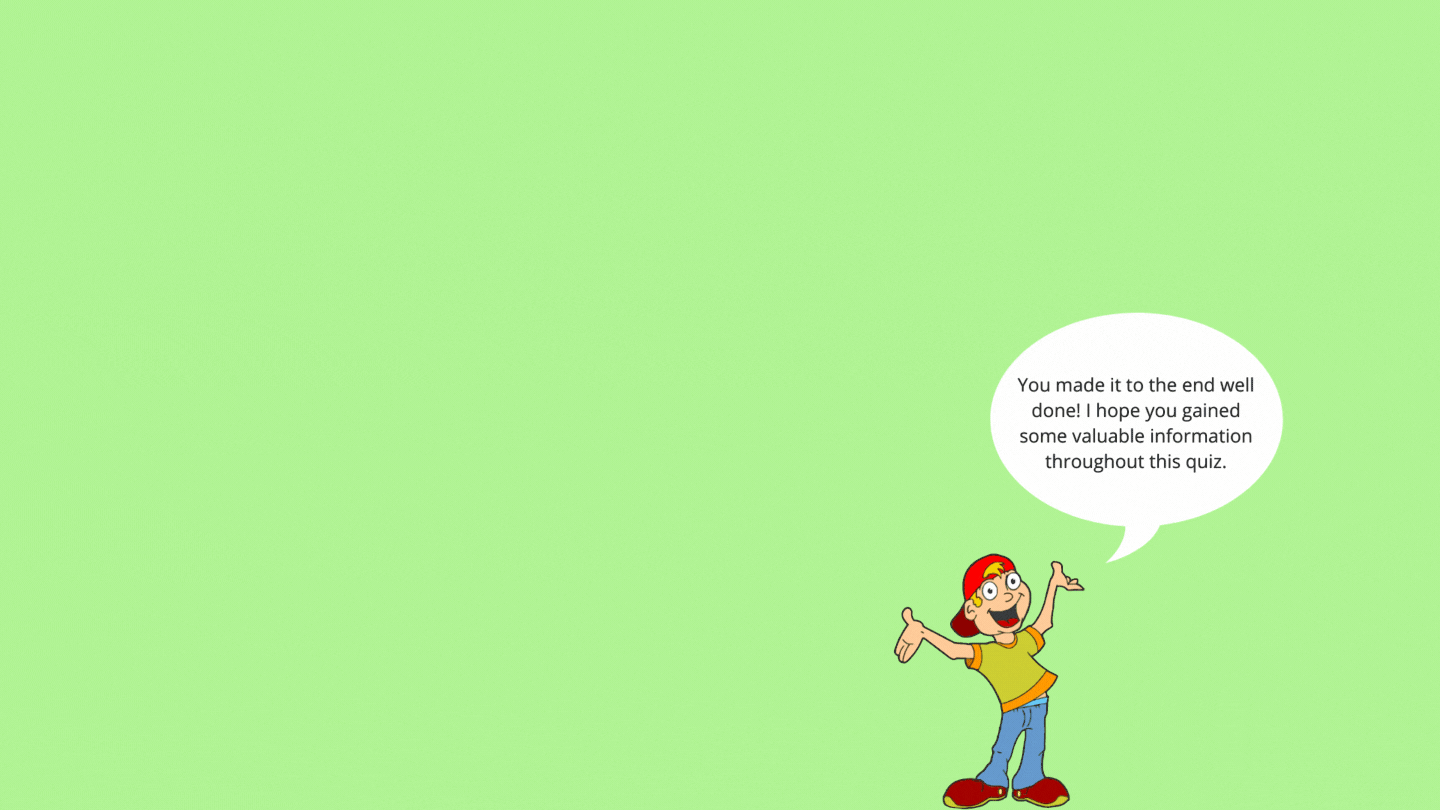 You made it to the end well
done! I hope you gained
some valuable information
throughout this quiz.